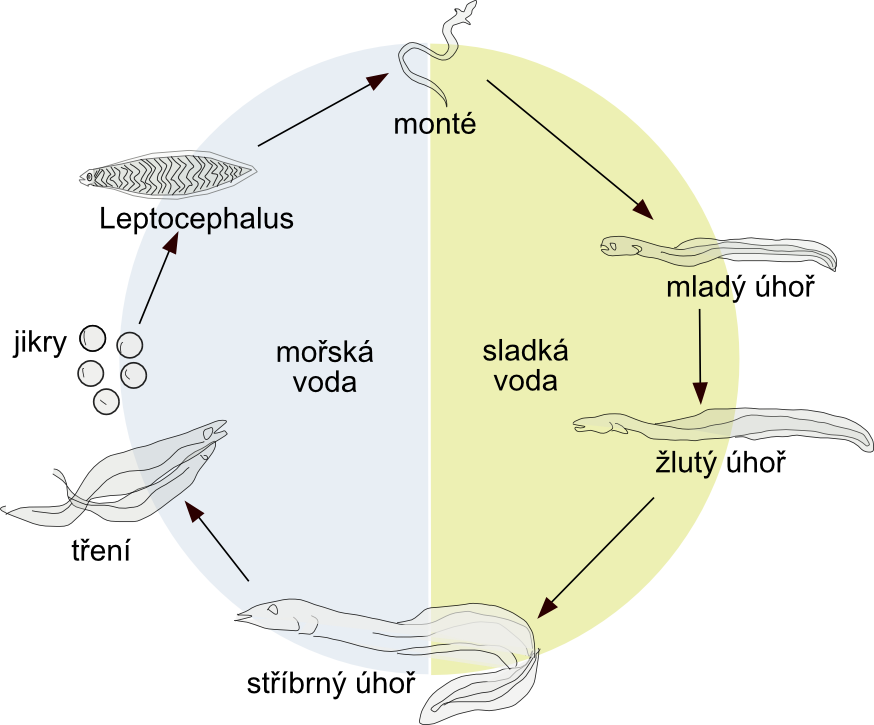 monté
Leptocephalus
mladý úhoř
jikry
mořská
voda
sladká
voda
žlutý úhoř
tření
stříbrný úhoř